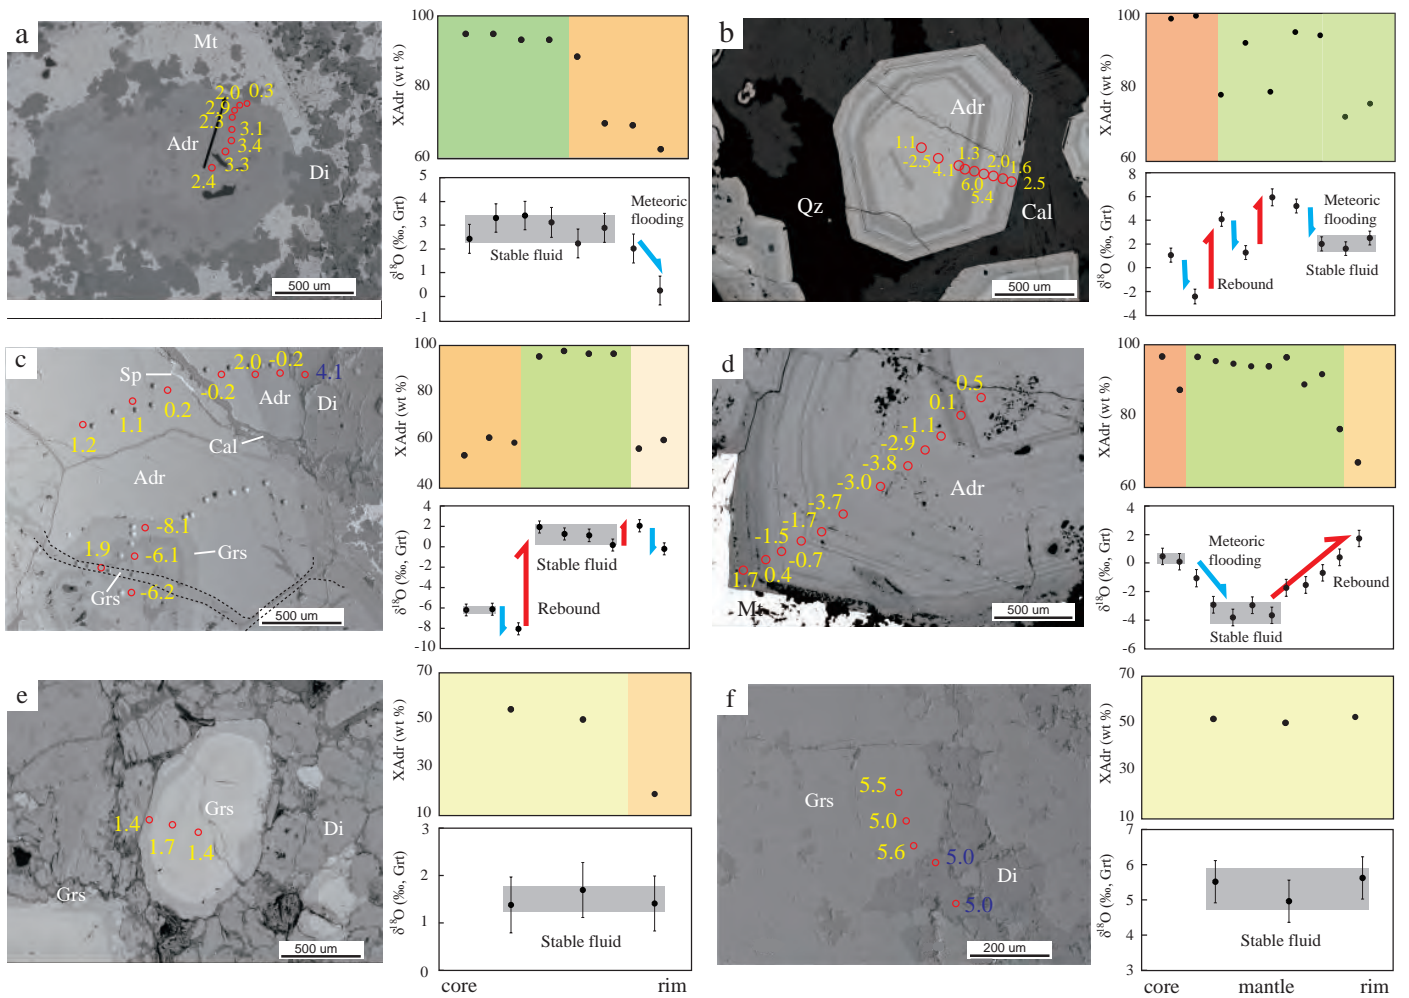 a
Mt
2.0
0.3
2.9
2.3
3.1
Adr
3.4
3.3
2.4
Di
500 um
XAdr (wt %)
100
80
60
δ¹⁸O (‰, Grt)
5
4
3
2
1
0
-1
Meteoric
flooding
Stable fluid
b
Adr
1.1
1.3
2.0
1.6
-2.5
4.1
6.0
5.4
2.5
Qz
Cal
500 um
XAdr (wt %)
100
80
60
δ¹⁸O (‰, Grt)
8
6
4
2
0
-2
-4
Meteoric
flooding
Stable fluid
Rebound
c
Sp
2.0
-0.2
4.1
-0.2
Adr
Di
0.2
1.1
1.2
Cal
Adr
-8.1
1.9
-6.1
Grs
Grs
-6.2
500 um
XAdr (wt %)
100
80
60
40
δ¹⁸O (‰, Grt)
4
2
0
-2
-4
-6
-8
-10
Stable fluid
Rebound
d
0.5
0.1
-1.1
-2.9
-3.8
-3.0
Adr
-3.7
-1.7
-1.5
-0.7
0.4
1.7
Mt
500 um
XAdr (wt %)
100
80
60
δ¹⁸O (‰, Grt)
4
2
0
-2
-4
-6
Meteoric
flooding
Rebound
Stable fluid
e
Grs
1.4
1.7
1.4
Di
Grs
500 um
XAdr (wt %)
70
50
30
10
δ¹⁸O (‰, Grt)
3
2
1
0
Stable fluid
core
rim
f
5.5
Grs
5.0
5.6
5.0
Di
5.0
200 um
XAdr (wt %)
70
50
30
10
δ¹⁸O (‰, Grt)
7
6
5
4
3
Stable fluid
core
mantle
rim